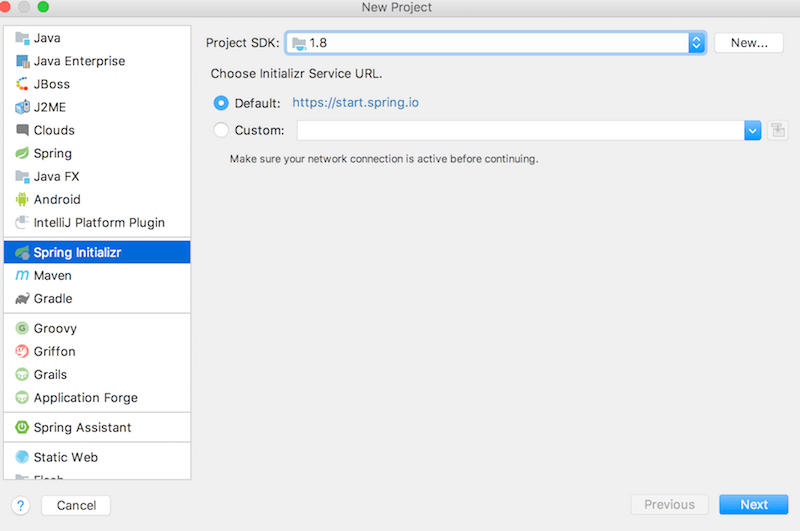 New Project
Java
Java Enterprise
JBoss
J2ME
Clouds
Spring
Java FX
Android
IntelliJ Platform Plugin
Spring Initializr
Maven
Gradle
Groovy
Griffon
Grails
Application Forge
Spring Assistant
Static Web
Project SDK: 1.8 New...
Choose Initializr Service URL.
Default: https://start.spring.io
Custom:
Make sure your network connection is active before continuing.
? Cancel Previous Next